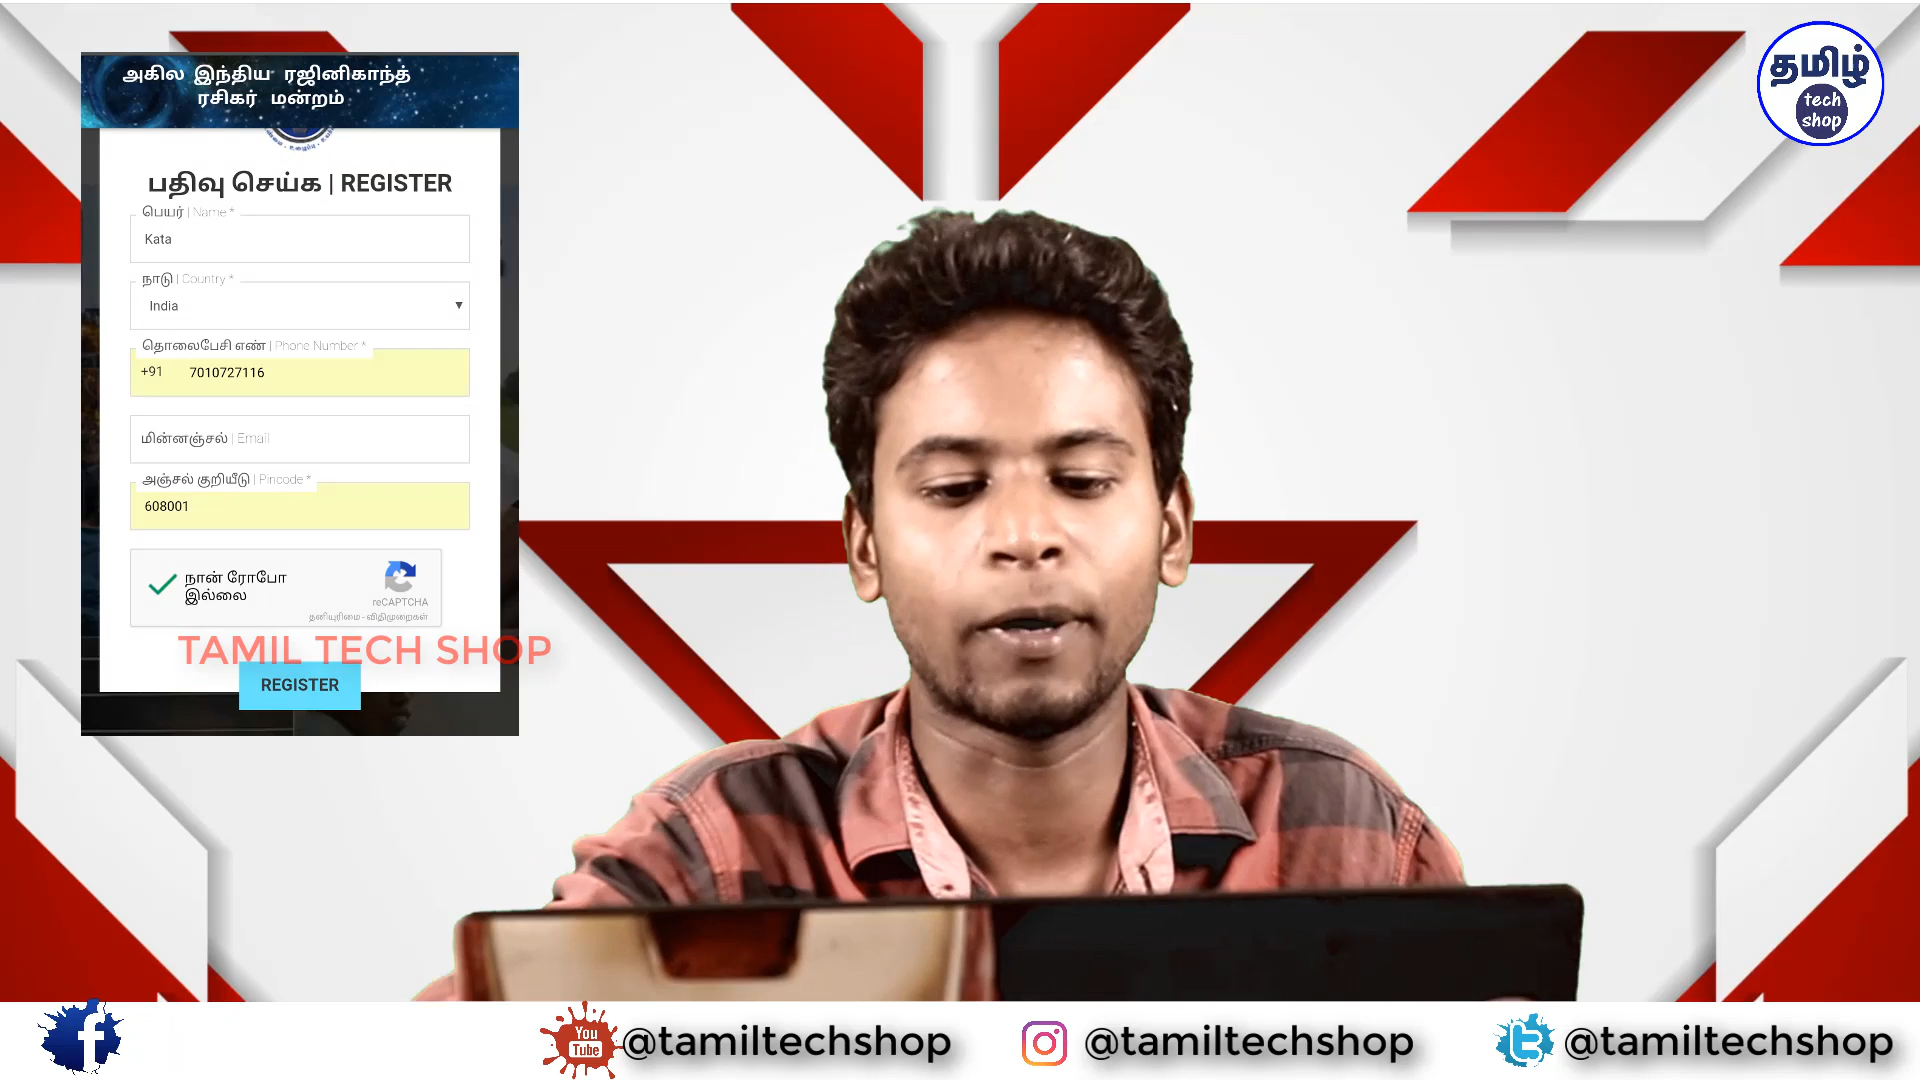 அகில இந்திய ரஜினிகாந்த்
ரசிகர் மன்றம்
பதிவு செய்க | REGISTER
பெயர் | Name *
Kata
நாடு | Country *
India
தொலைபேசி எண் | Phone Number *
+91 7010727116
மின்னஞ்சல் | Email
அஞ்சல் குறியீடு | Pincode *
608001
நான் ரோபோ
இல்லை
reCAPTCHA
தனியுரிமை - விதிமுறைகள்
TAMIL TECH SHOP
REGISTER
தமிழ்
tech
shop
f
You
Tube
@tamiltechshop
@tamiltechshop
@tamiltechshop